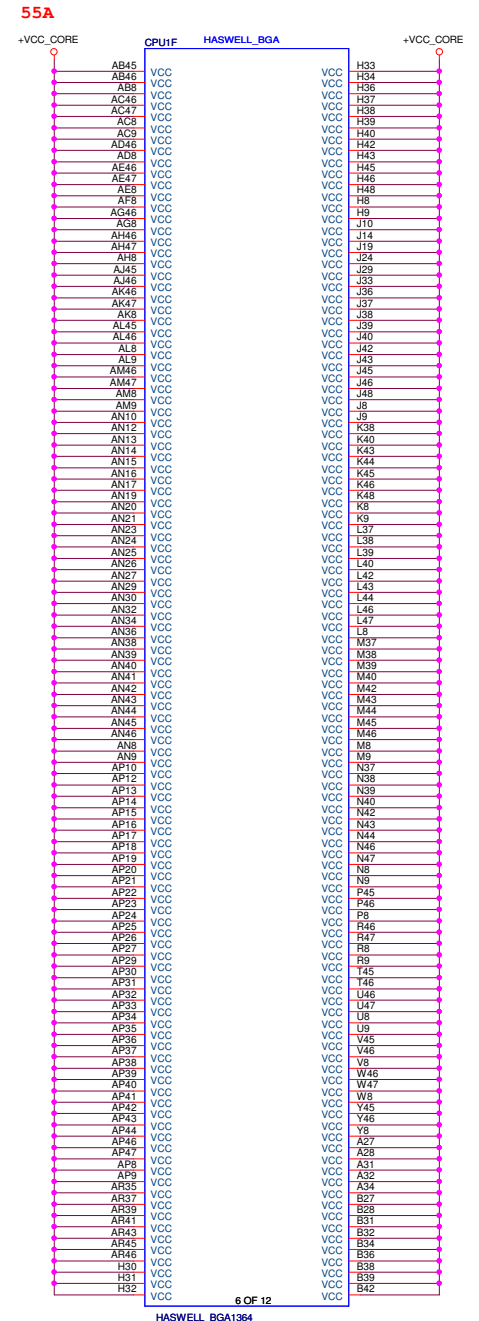 55A
+VCC_CORE CPU1F HASWELL_BGA +VCC_CORE
AB45 VCC VCC H33
AB46 VCC VCC H34
AB8 VCC VCC H36
AC46 VCC VCC H37
AC47 VCC VCC H38
AC8 VCC VCC H39
AC9 VCC VCC H40
AD46 VCC VCC H42
AD8 VCC VCC H43
AE46 VCC VCC H45
AE47 VCC VCC H46
AE8 VCC VCC H48
AF8 VCC VCC H8
AG46 VCC VCC H9
AG8 VCC VCC J10
AH46 VCC VCC J14
AH47 VCC VCC J19
AH8 VCC VCC J24
AJ45 VCC VCC J29
AJ46 VCC VCC J33
AK46 VCC VCC J36
AK47 VCC VCC J37
AK8 VCC VCC J38
AL45 VCC VCC J39
AL46 VCC VCC J40
AL8 VCC VCC J42
AL9 VCC VCC J43
AM46 VCC VCC J45
AM47 VCC VCC J46
AM8 VCC VCC J48
AM9 VCC VCC J8
AN10 VCC VCC J9
AN12 VCC VCC K38
AN13 VCC VCC K40
AN14 VCC VCC K43
AN15 VCC VCC K44
AN16 VCC VCC K45
AN17 VCC VCC K46
AN19 VCC VCC K48
AN20 VCC VCC K8
AN21 VCC VCC K9
AN23 VCC VCC L37
AN24 VCC VCC L38
AN25 VCC VCC L39
AN26 VCC VCC L40
AN27 VCC VCC L42
AN29 VCC VCC L43
AN30 VCC VCC L44
AN32 VCC VCC L46
AN34 VCC VCC L47
AN36 VCC VCC L8
AN38 VCC VCC M37
AN39 VCC VCC M38
AN40 VCC VCC M39
AN41 VCC VCC M40
AN42 VCC VCC M42
AN43 VCC VCC M43
AN44 VCC VCC M44
AN45 VCC VCC M45
AN46 VCC VCC M46
AN8 VCC VCC M8
AN9 VCC VCC M9
AP10 VCC VCC N37
AP12 VCC VCC N38
AP13 VCC VCC N39
AP14 VCC VCC N40
AP15 VCC VCC N42
AP16 VCC VCC N43
AP17 VCC VCC N44
AP18 VCC VCC N46
AP19 VCC VCC N47
AP20 VCC VCC N8
AP21 VCC VCC N9
AP22 VCC VCC P45
AP23 VCC VCC P46
AP24 VCC VCC P8
AP25 VCC VCC R46
AP26 VCC VCC R47
AP27 VCC VCC R8
AP29 VCC VCC R9
AP30 VCC VCC T45
AP31 VCC VCC T46
AP32 VCC VCC U46
AP33 VCC VCC U47
AP34 VCC VCC U8
AP35 VCC VCC U9
AP36 VCC VCC V45
AP37 VCC VCC V46
AP38 VCC VCC V8
AP39 VCC VCC W46
AP40 VCC VCC W47
AP41 VCC VCC W8
AP42 VCC VCC Y45
AP43 VCC VCC Y46
AP44 VCC VCC Y8
AP46 VCC VCC A27
AP47 VCC VCC A28
AP8 VCC VCC A31
AP9 VCC VCC A32
AR35 VCC VCC A34
AR37 VCC VCC B27
AR39 VCC VCC B28
AR41 VCC VCC B31
AR43 VCC VCC B32
AR45 VCC VCC B34
AR46 VCC VCC B36
H30 VCC VCC B38
H31 VCC VCC B39
H32 VCC VCC B42
6 OF 12
HASWELL_BGA1364